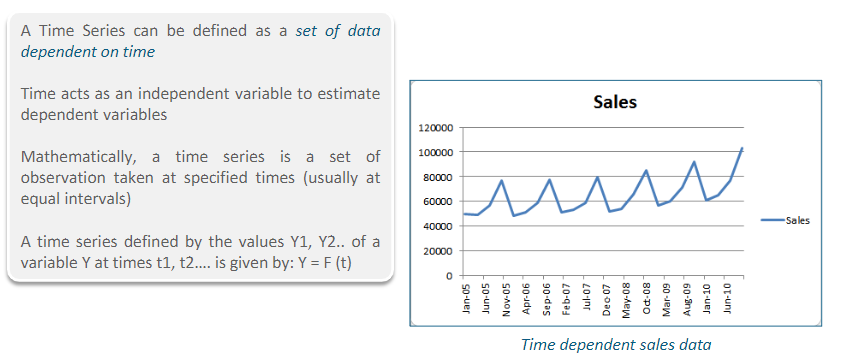 A Time Series can be defined as a set of data
dependent on time
Time acts as an independent variable to estimate
dependent variables
Mathematically, a time series is a set of
observation taken at specified times (usually at
equal intervals)
A time series defined by the values Y1, Y2.. of a
variable Y at times t1, t2.... is given by: Y = F (t)
Sales
120000
100000
80000
60000
40000
20000
0
Jan-05
Jun-05
Nov-05
Apr-06
Sep-06
Feb-07
Jul-07
Dec-07
May-08
Oct-08
Mar-09
Aug-09
Jan-10
Jun-10
Sales
Time dependent sales data